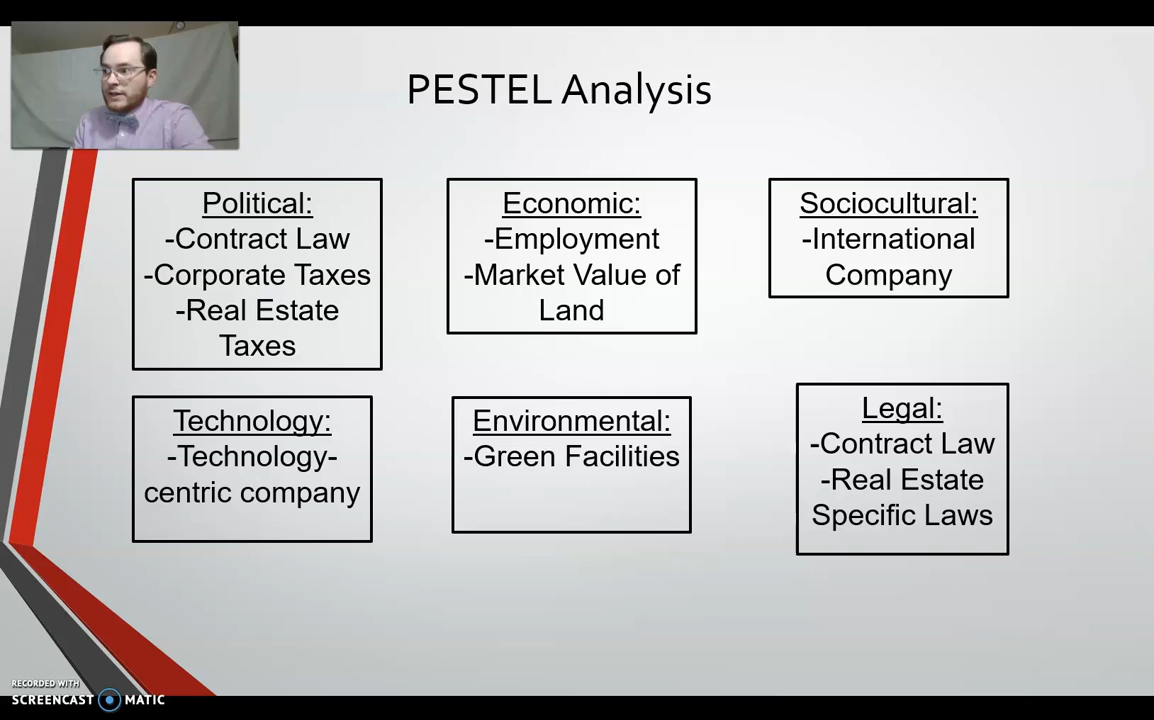 PESTEL Analysis
Political:
-Contract Law
-Corporate Taxes
-Real Estate
Taxes
Economic:
-Employment
-Market Value of
Land
Sociocultural:
-International
Company
Technology:
-Technology-
centric company
Environmental:
-Green Facilities
Legal:
-Contract Law
-Real Estate
Specific Laws
RECORDED WITH
SCREENCAST MATIC